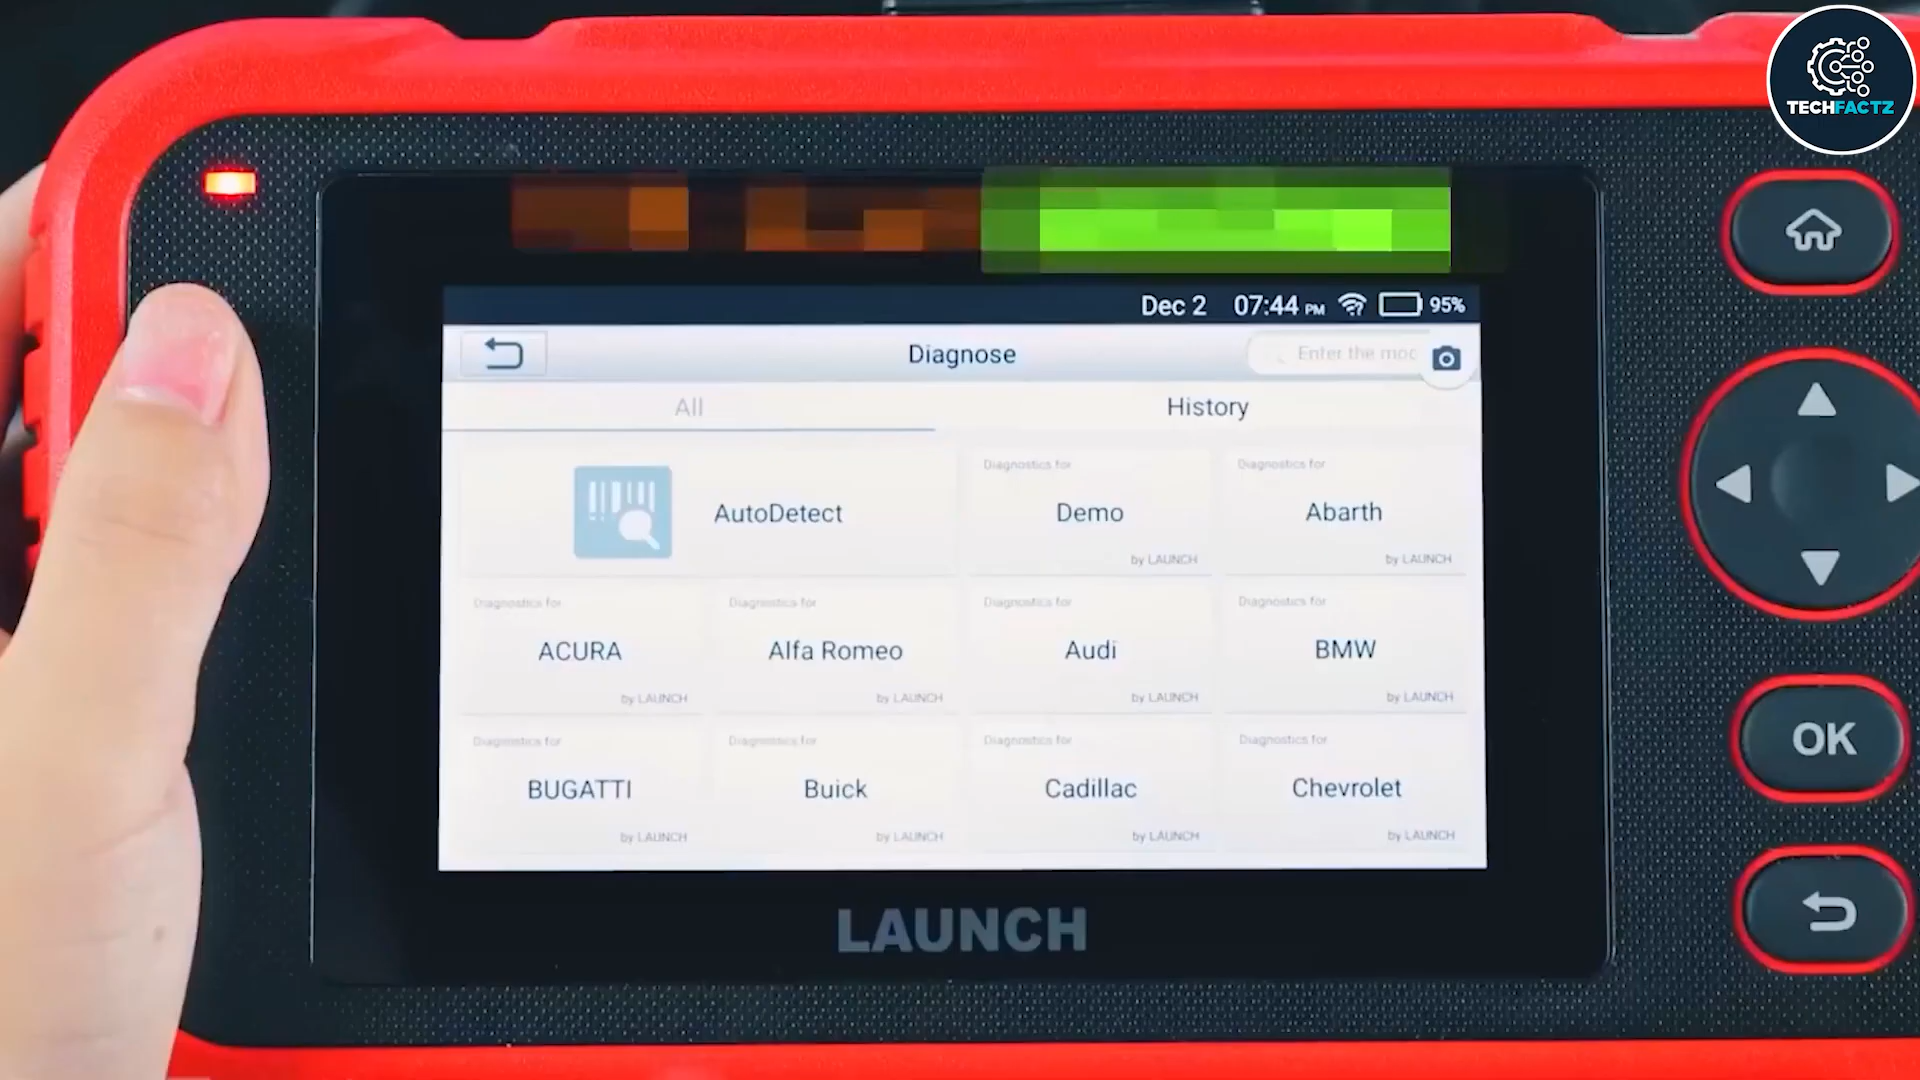 TECHFACTZ
Dec 2 07:44 PM 95%
Diagnose
Enter the moc
All
History
AutoDetect
Diagnostics for
Demo
by LAUNCH
Diagnostics for
Abarth
by LAUNCH
Diagnostics for
ACURA
by LAUNCH
Diagnostics for
Alfa Romeo
by LAUNCH
Diagnostics for
Audi
by LAUNCH
Diagnostics for
BMW
by LAUNCH
Diagnostics for
BUGATTI
by LAUNCH
Diagnostics for
Buick
by LAUNCH
Diagnostics for
Cadillac
by LAUNCH
Diagnostics for
Chevrolet
by LAUNCH
OK
LAUNCH